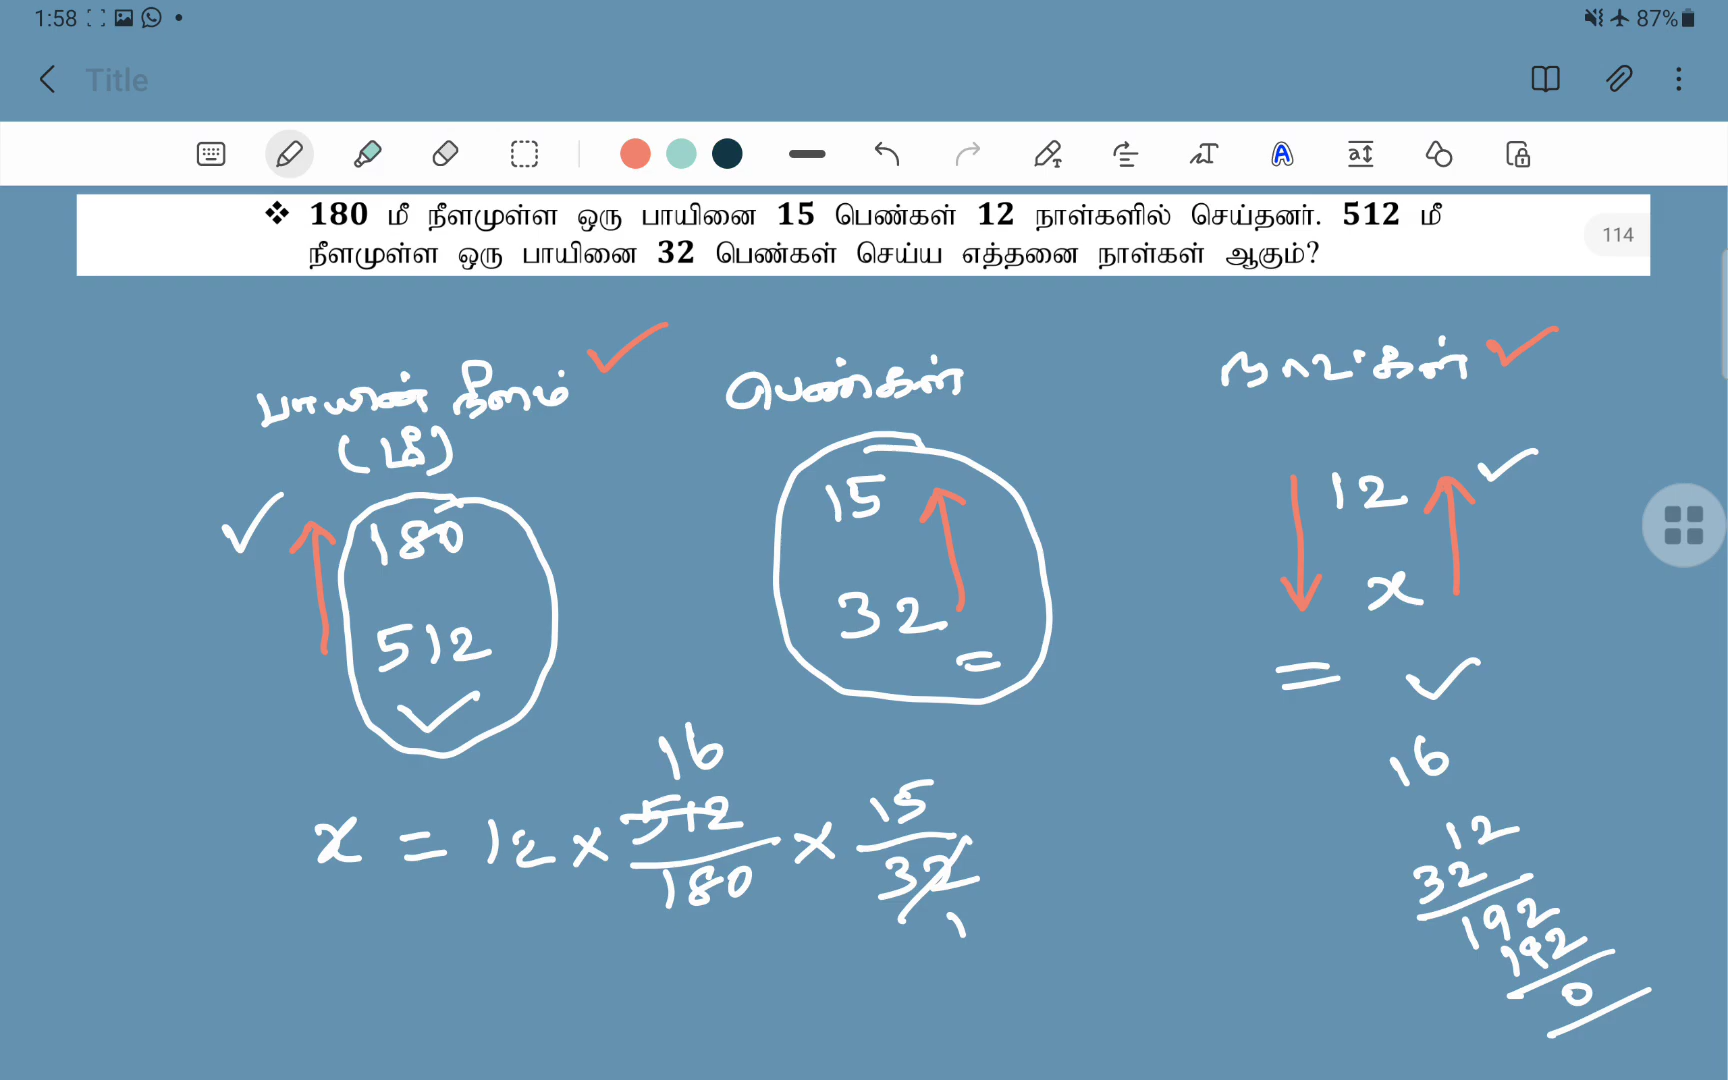 1:58
87%
Title
❖ 180 மீ நீளமுள்ள ஒரு பாயினை 15 பெண்கள் 12 நாள்களில் செய்தனர். 512 மீ
நீளமுள்ள ஒரு பாயினை 32 பெண்கள் செய்ய எத்தனை நாள்கள் ஆகும்?
114
பாயின் நீளம் பெண்கள் நாட்கள்
(மீ)
180 15 12
512 32 x
=
=
16
x = 12 × 512/180 × 15/32
1
16
12
32
192
192
0